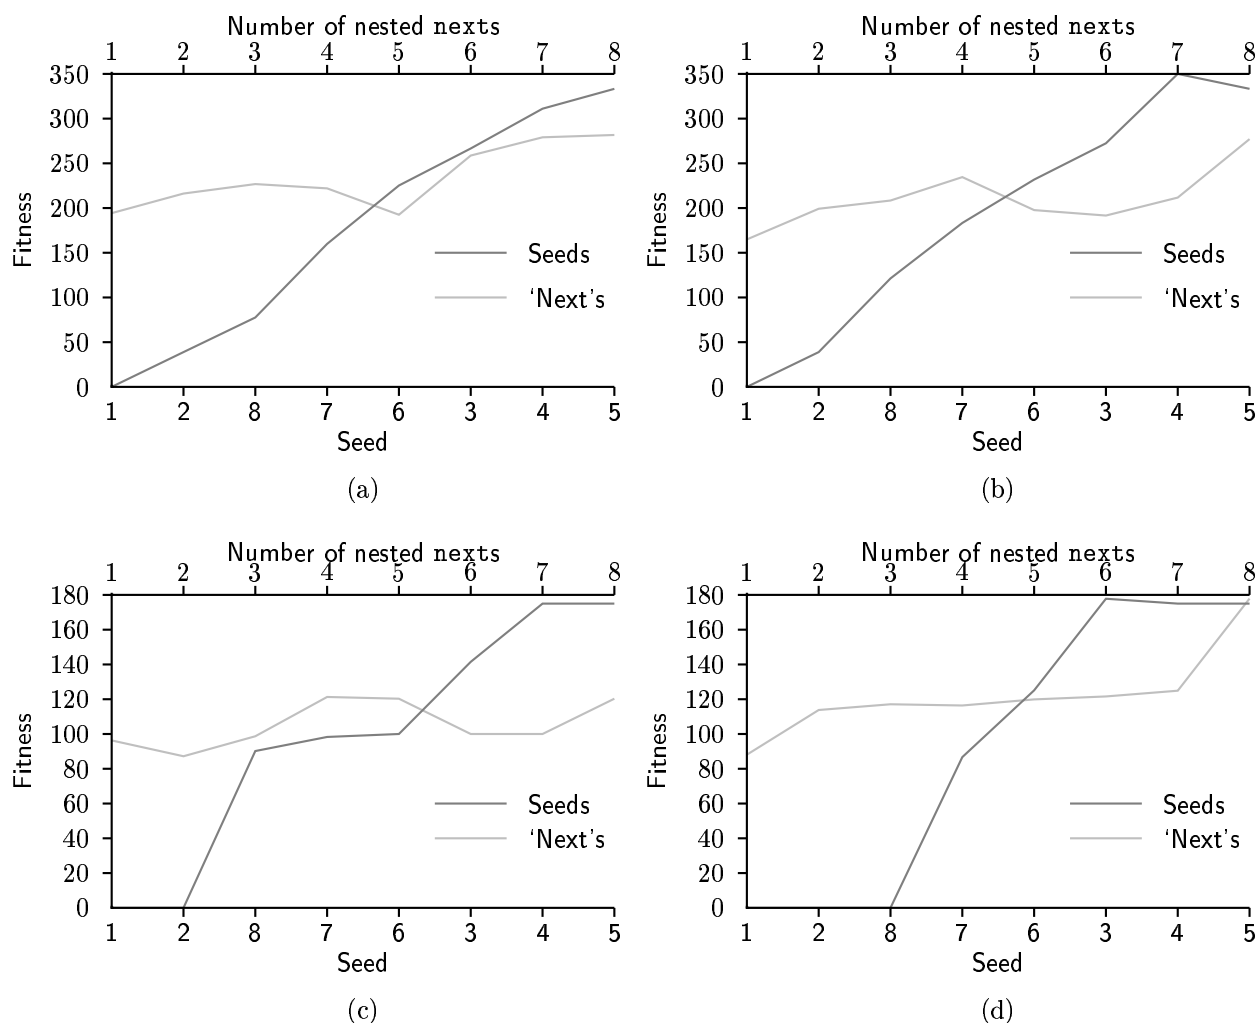 Number of nested nexts
1 2 3 4 5 6 7 8
350
300
250
200
150
100
50
0
Fitness
Seeds
‘Next’s
1 2 8 7 6 3 4 5
Seed
(a)
Number of nested nexts
1 2 3 4 5 6 7 8
350
300
250
200
150
100
50
0
Fitness
Seeds
‘Next’s
1 2 8 7 6 3 4 5
Seed
(b)
Number of nested nexts
1 2 3 4 5 6 7 8
180
160
140
120
100
80
60
40
20
0
Fitness
Seeds
‘Next’s
1 2 8 7 6 3 4 5
Seed
(c)
Number of nested nexts
1 2 3 4 5 6 7 8
180
160
140
120
100
80
60
40
20
0
Fitness
Seeds
‘Next’s
1 2 8 7 6 3 4 5
Seed
(d)